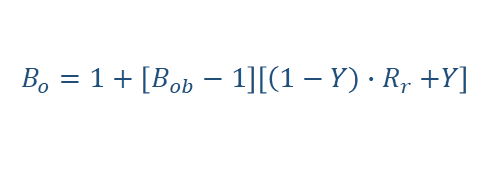 B_o = 1 + [B_ob − 1][(1 − Y) · R_r +Y]